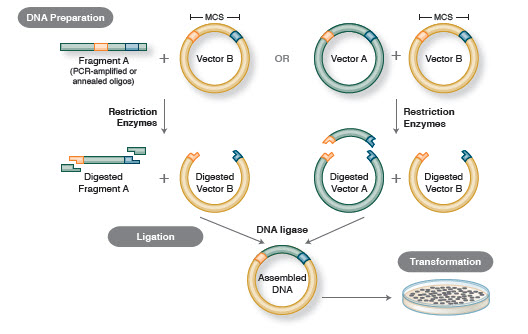 DNA Preparation
MCS
MCS
Fragment A
(PCR-amplified or
annealed oligos)
+
Vector B
OR
Vector A
+
Vector B
Restriction
Enzymes
Restriction
Enzymes
Digested
Fragment A
+
Digested
Vector B
Digested
Vector A
+
Digested
Vector B
Ligation
DNA ligase
Assembled
DNA
Transformation